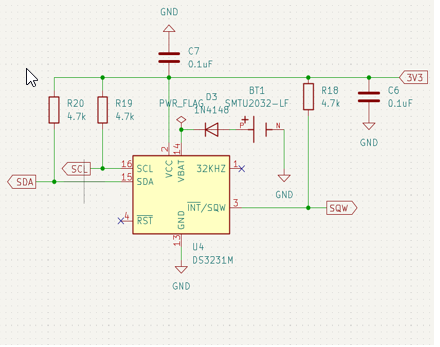 GND
C7
0.1uF
3V3
R20
4.7k
R19
4.7k
PWR_FLAG
D3
1N4148
BT1
SMTU2032-LF
+
P
N
R18
4.7k
C6
0.1uF
GND
2
14
SCL
16
SCL
VCC
VBAT
32KHZ
1
SDA
15
SDA
GND
INT/SQW
3
SQW
4
RST
GND
13
U4
DS3231M
GND